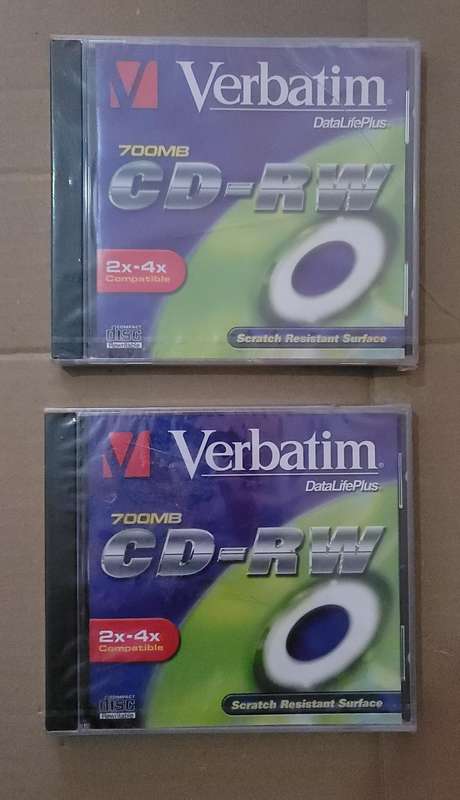 Verbatim
DataLifePlus
700MB
CD-RW
2x-4x
Compatible
COMPACT
disc
ReWritable
Scratch Resistant Surface
Verbatim
DataLifePlus
700MB
CD-RW
2x-4x
Compatible
COMPACT
disc
ReWritable
Scratch Resistant Surface